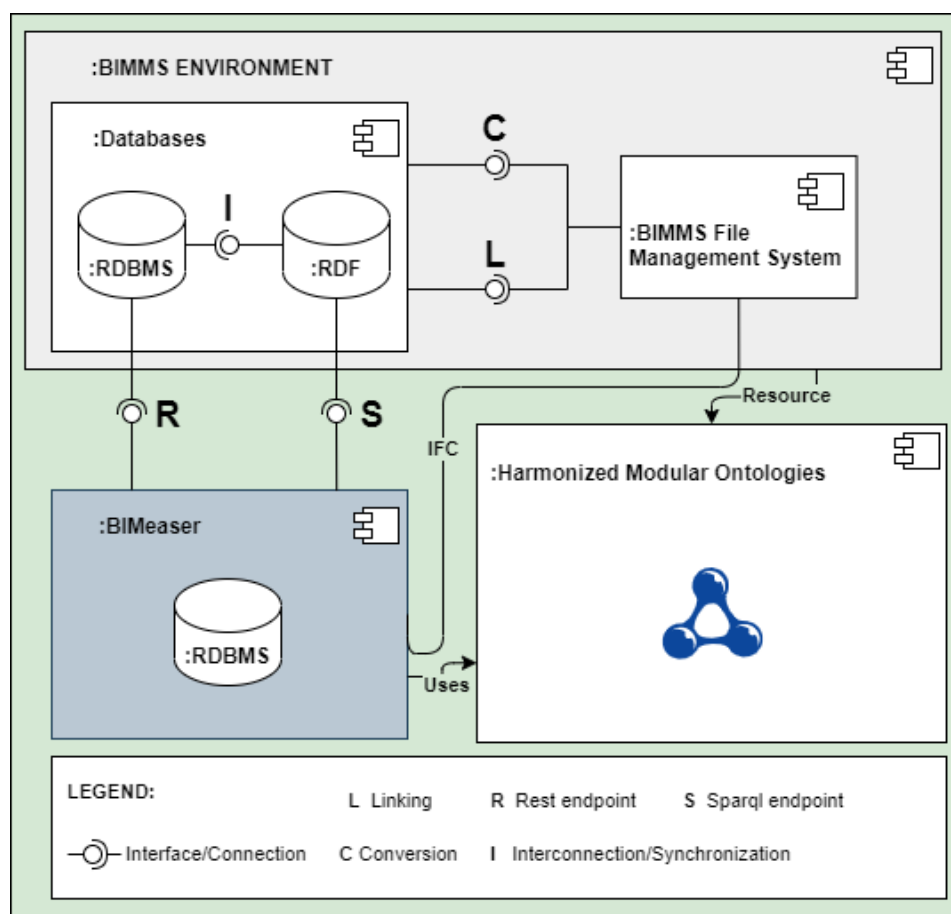 :BIMMS ENVIRONMENT
:Databases
C
I
:RDBMS
:RDF
L
:BIMMS File
Management System
R
S
IFC
Resource
:Harmonized Modular Ontologies
:BIMeaser
:RDBMS
Uses
LEGEND:
L Linking
R Rest endpoint
S Sparql endpoint
Interface/Connection
C Conversion
I Interconnection/Synchronization